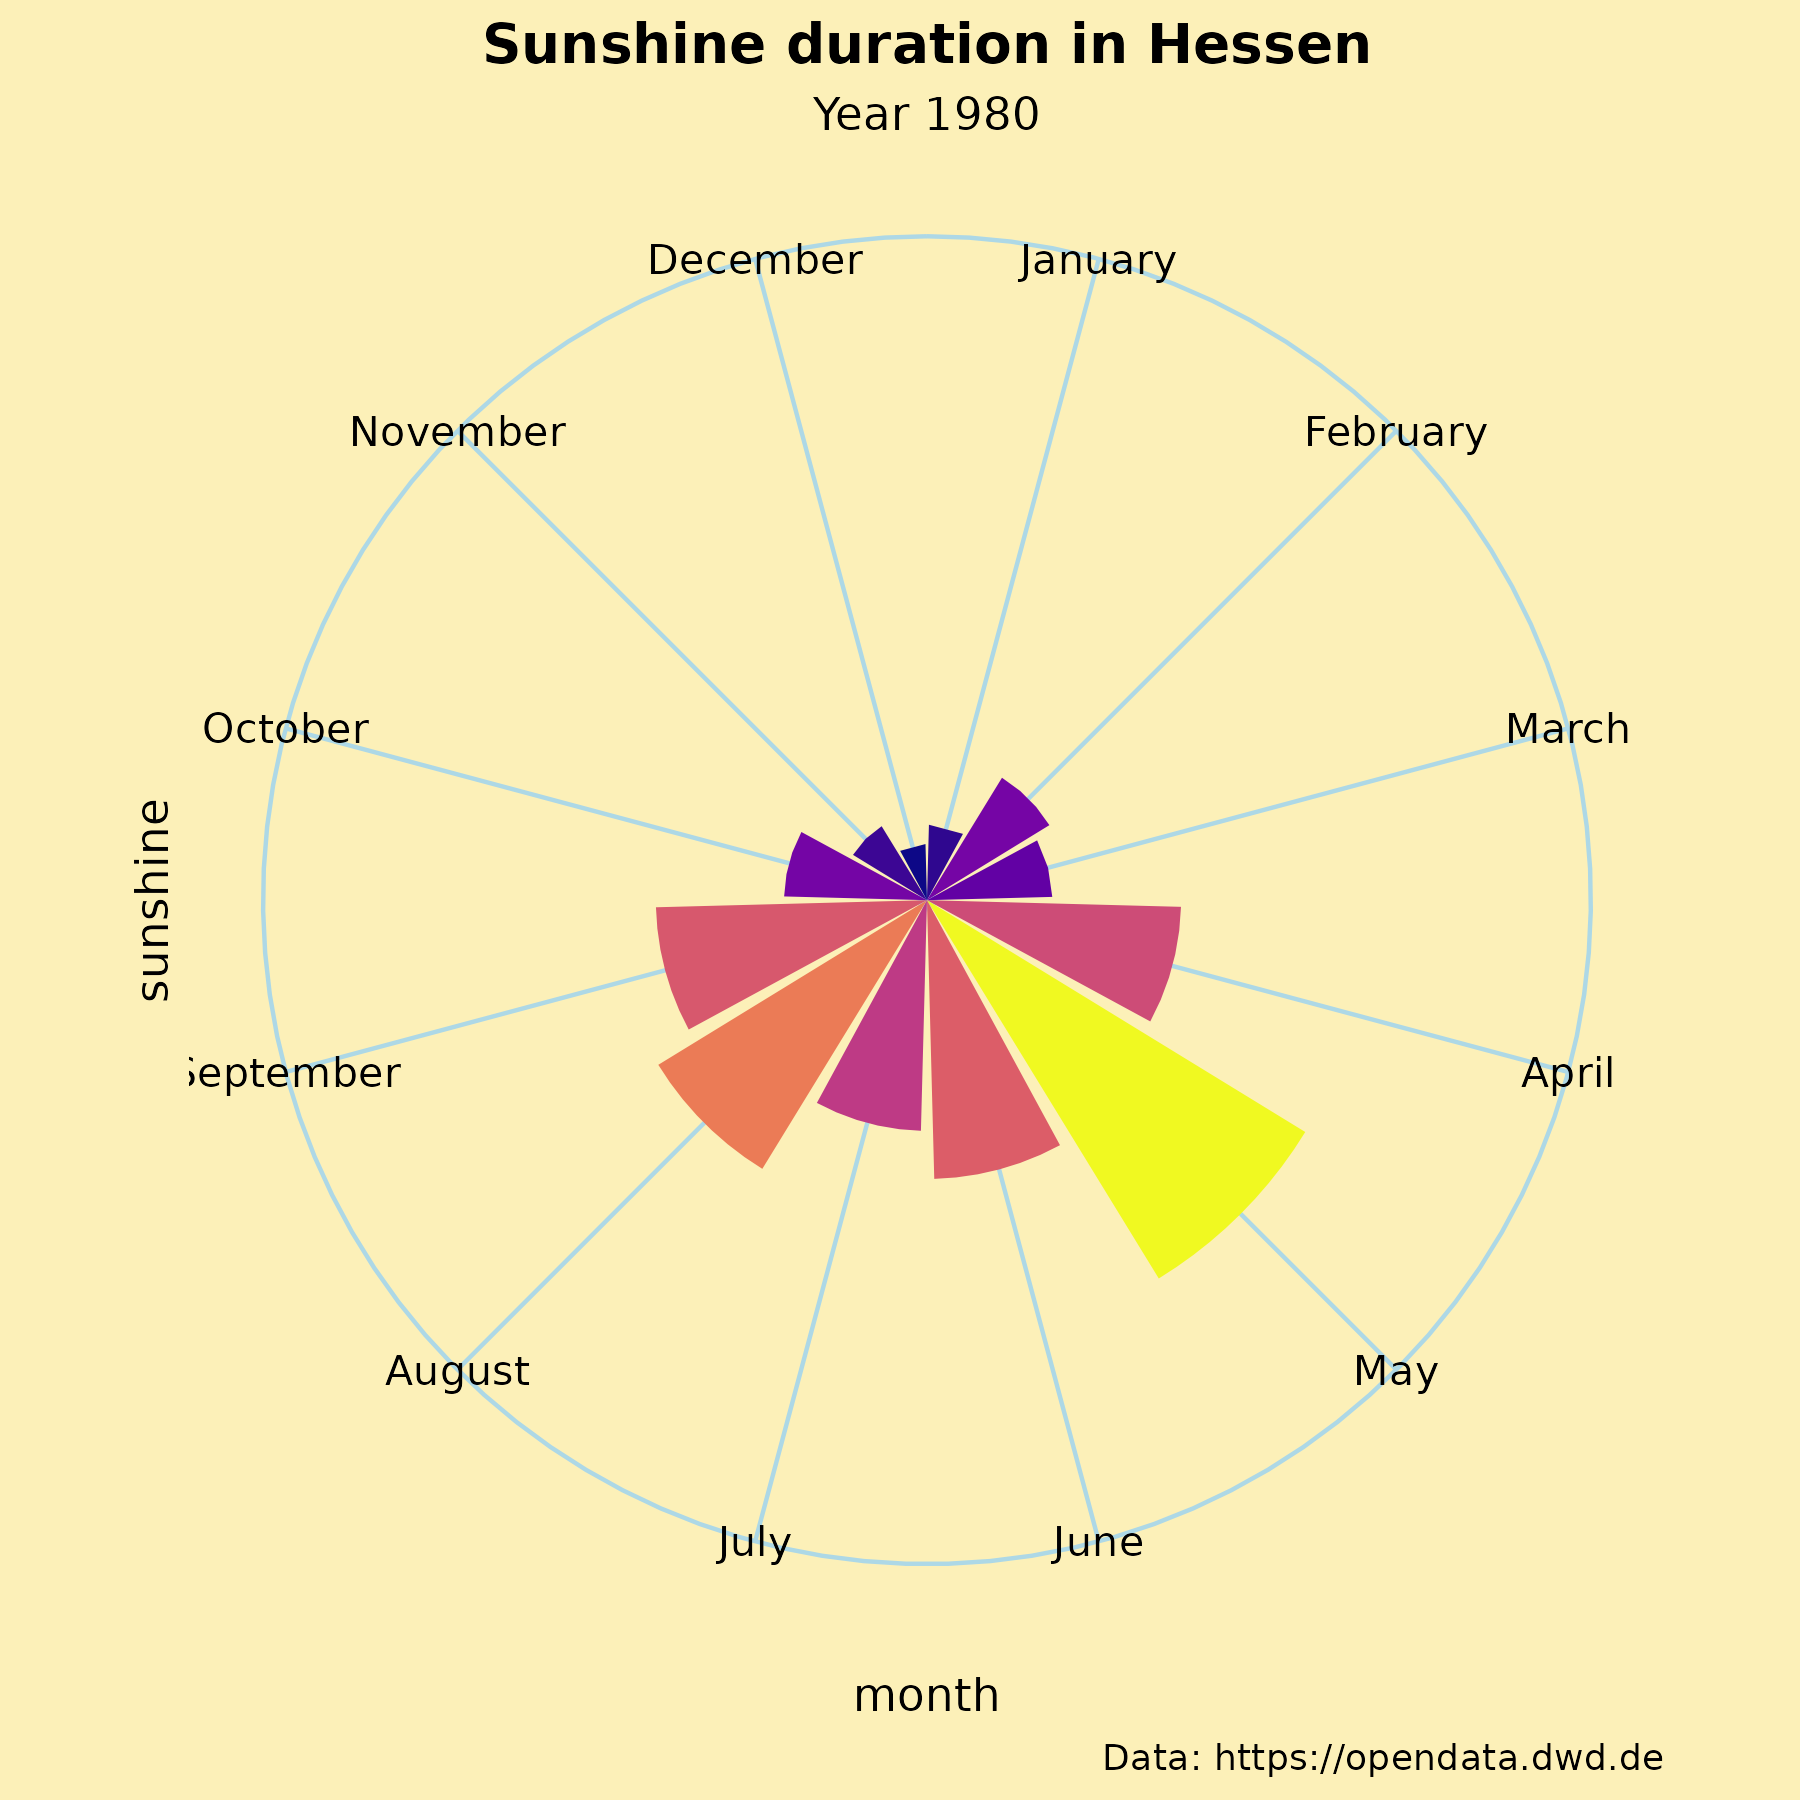 Sunshine duration in Hessen
Year 1980
December
January
November
February
October
March
sunshine
September
April
August
May
July
June
month
Data: https://opendata.dwd.de